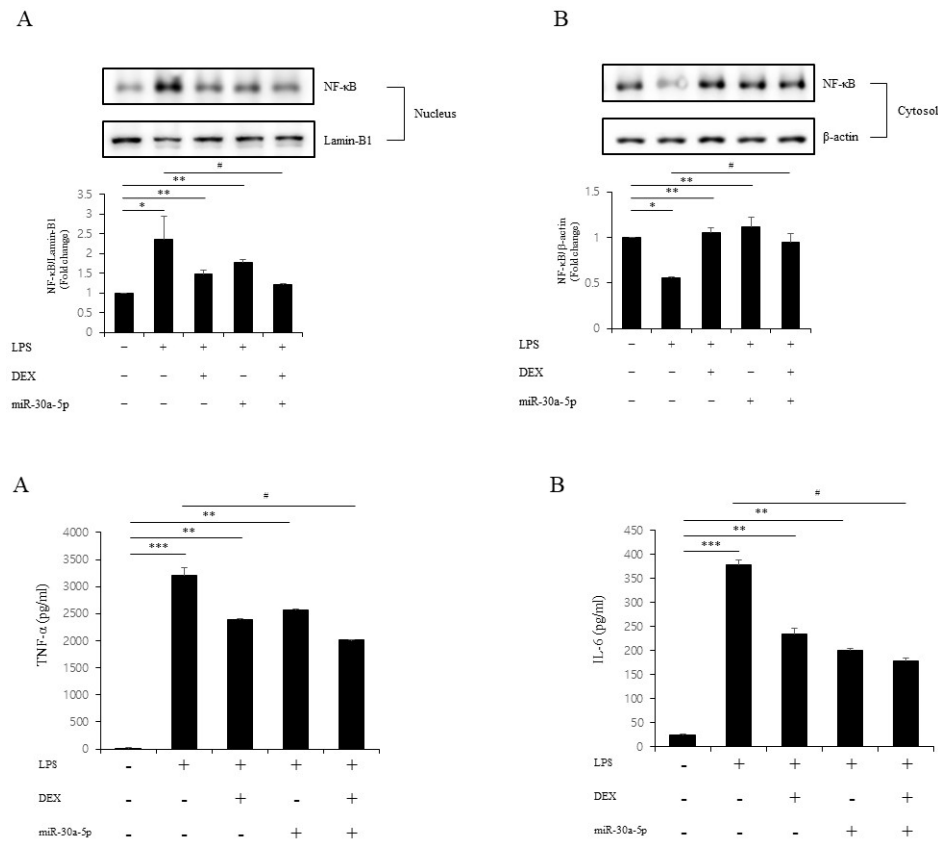 A
B
NF-κB
Lamin-B1
Nucleus
NF-κB
β-actin
Cytosol
#
**
**
*
NF-κB/Lamin-B1
(Fold change)
3.5
3
2.5
2
1.5
1
0.5
0
LPS − + + + +
DEX − − + − +
miR-30a-5p − − − + +
#
**
**
*
NF-κB/β-actin
(Fold change)
1.5
1
0.5
0
LPS − + + + +
DEX − − + − +
miR-30a-5p − − − + +
A
#
**
**
***
TNF-α (pg/ml)
4000
3500
3000
2500
2000
1500
1000
500
0
LPS - + + + +
DEX - - + - +
miR-30a-5p - - - + +
B
#
**
**
***
IL-6 (pg/ml)
450
400
350
300
250
200
150
100
50
0
LPS - + + + +
DEX - - + - +
miR-30a-5p - - - + +